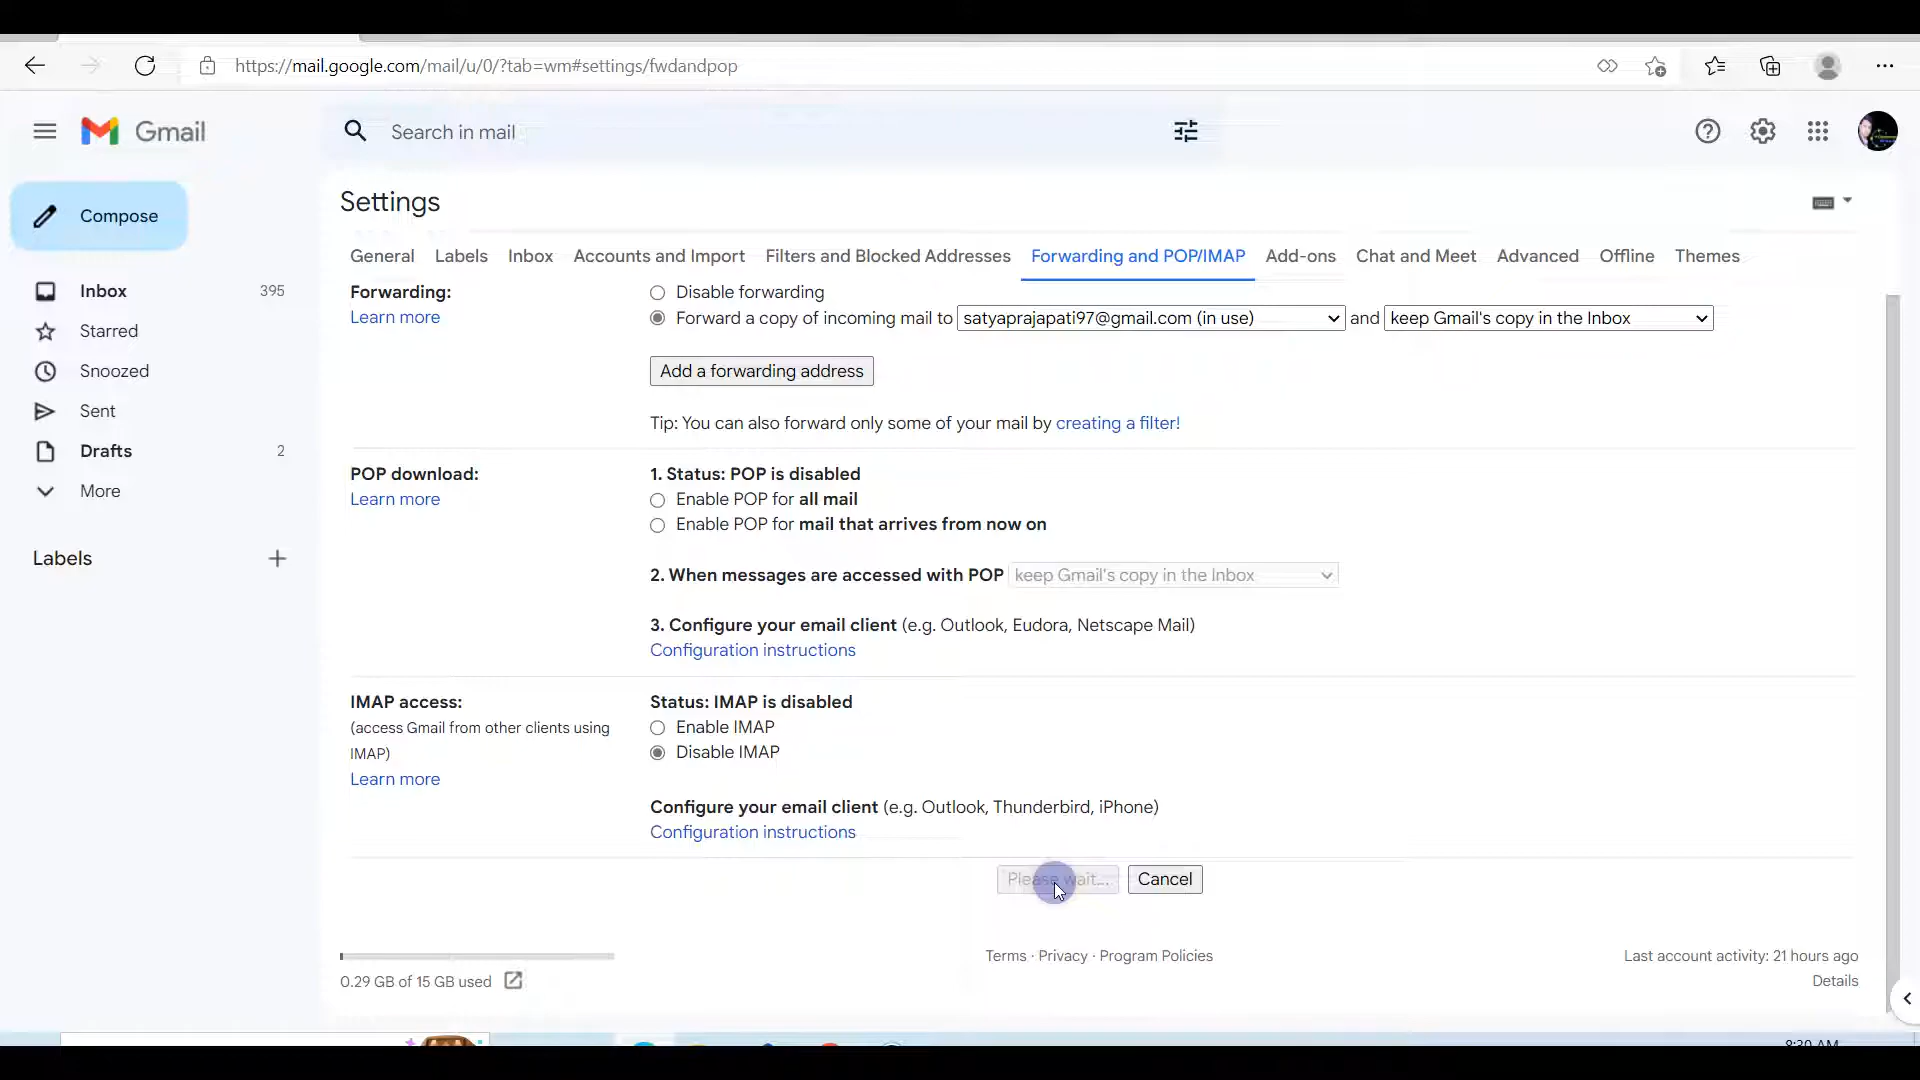 https://mail.google.com/mail/u/0/?tab=wm#settings/fwdandpop
Gmail
Search in mail
Compose
Inbox 395
Starred
Snoozed
Sent
Drafts 2
More
Labels
Settings
General Labels Inbox Accounts and Import Filters and Blocked Addresses Forwarding and POP/IMAP Add-ons Chat and Meet Advanced Offline Themes
Forwarding:
Learn more
Disable forwarding
Forward a copy of incoming mail to satyaprajapati97@gmail.com (in use) and keep Gmail's copy in the Inbox
Add a forwarding address
Tip: You can also forward only some of your mail by creating a filter!
POP download:
Learn more
1. Status: POP is disabled
Enable POP for all mail
Enable POP for mail that arrives from now on
2. When messages are accessed with POP keep Gmail's copy in the Inbox
3. Configure your email client (e.g. Outlook, Eudora, Netscape Mail)
Configuration instructions
IMAP access:
(access Gmail from other clients using
IMAP)
Learn more
Status: IMAP is disabled
Enable IMAP
Disable IMAP
Configure your email client (e.g. Outlook, Thunderbird, iPhone)
Configuration instructions
Please wait... Cancel
0.29 GB of 15 GB used
Terms · Privacy · Program Policies
Last account activity: 21 hours ago
Details
8:30 AM